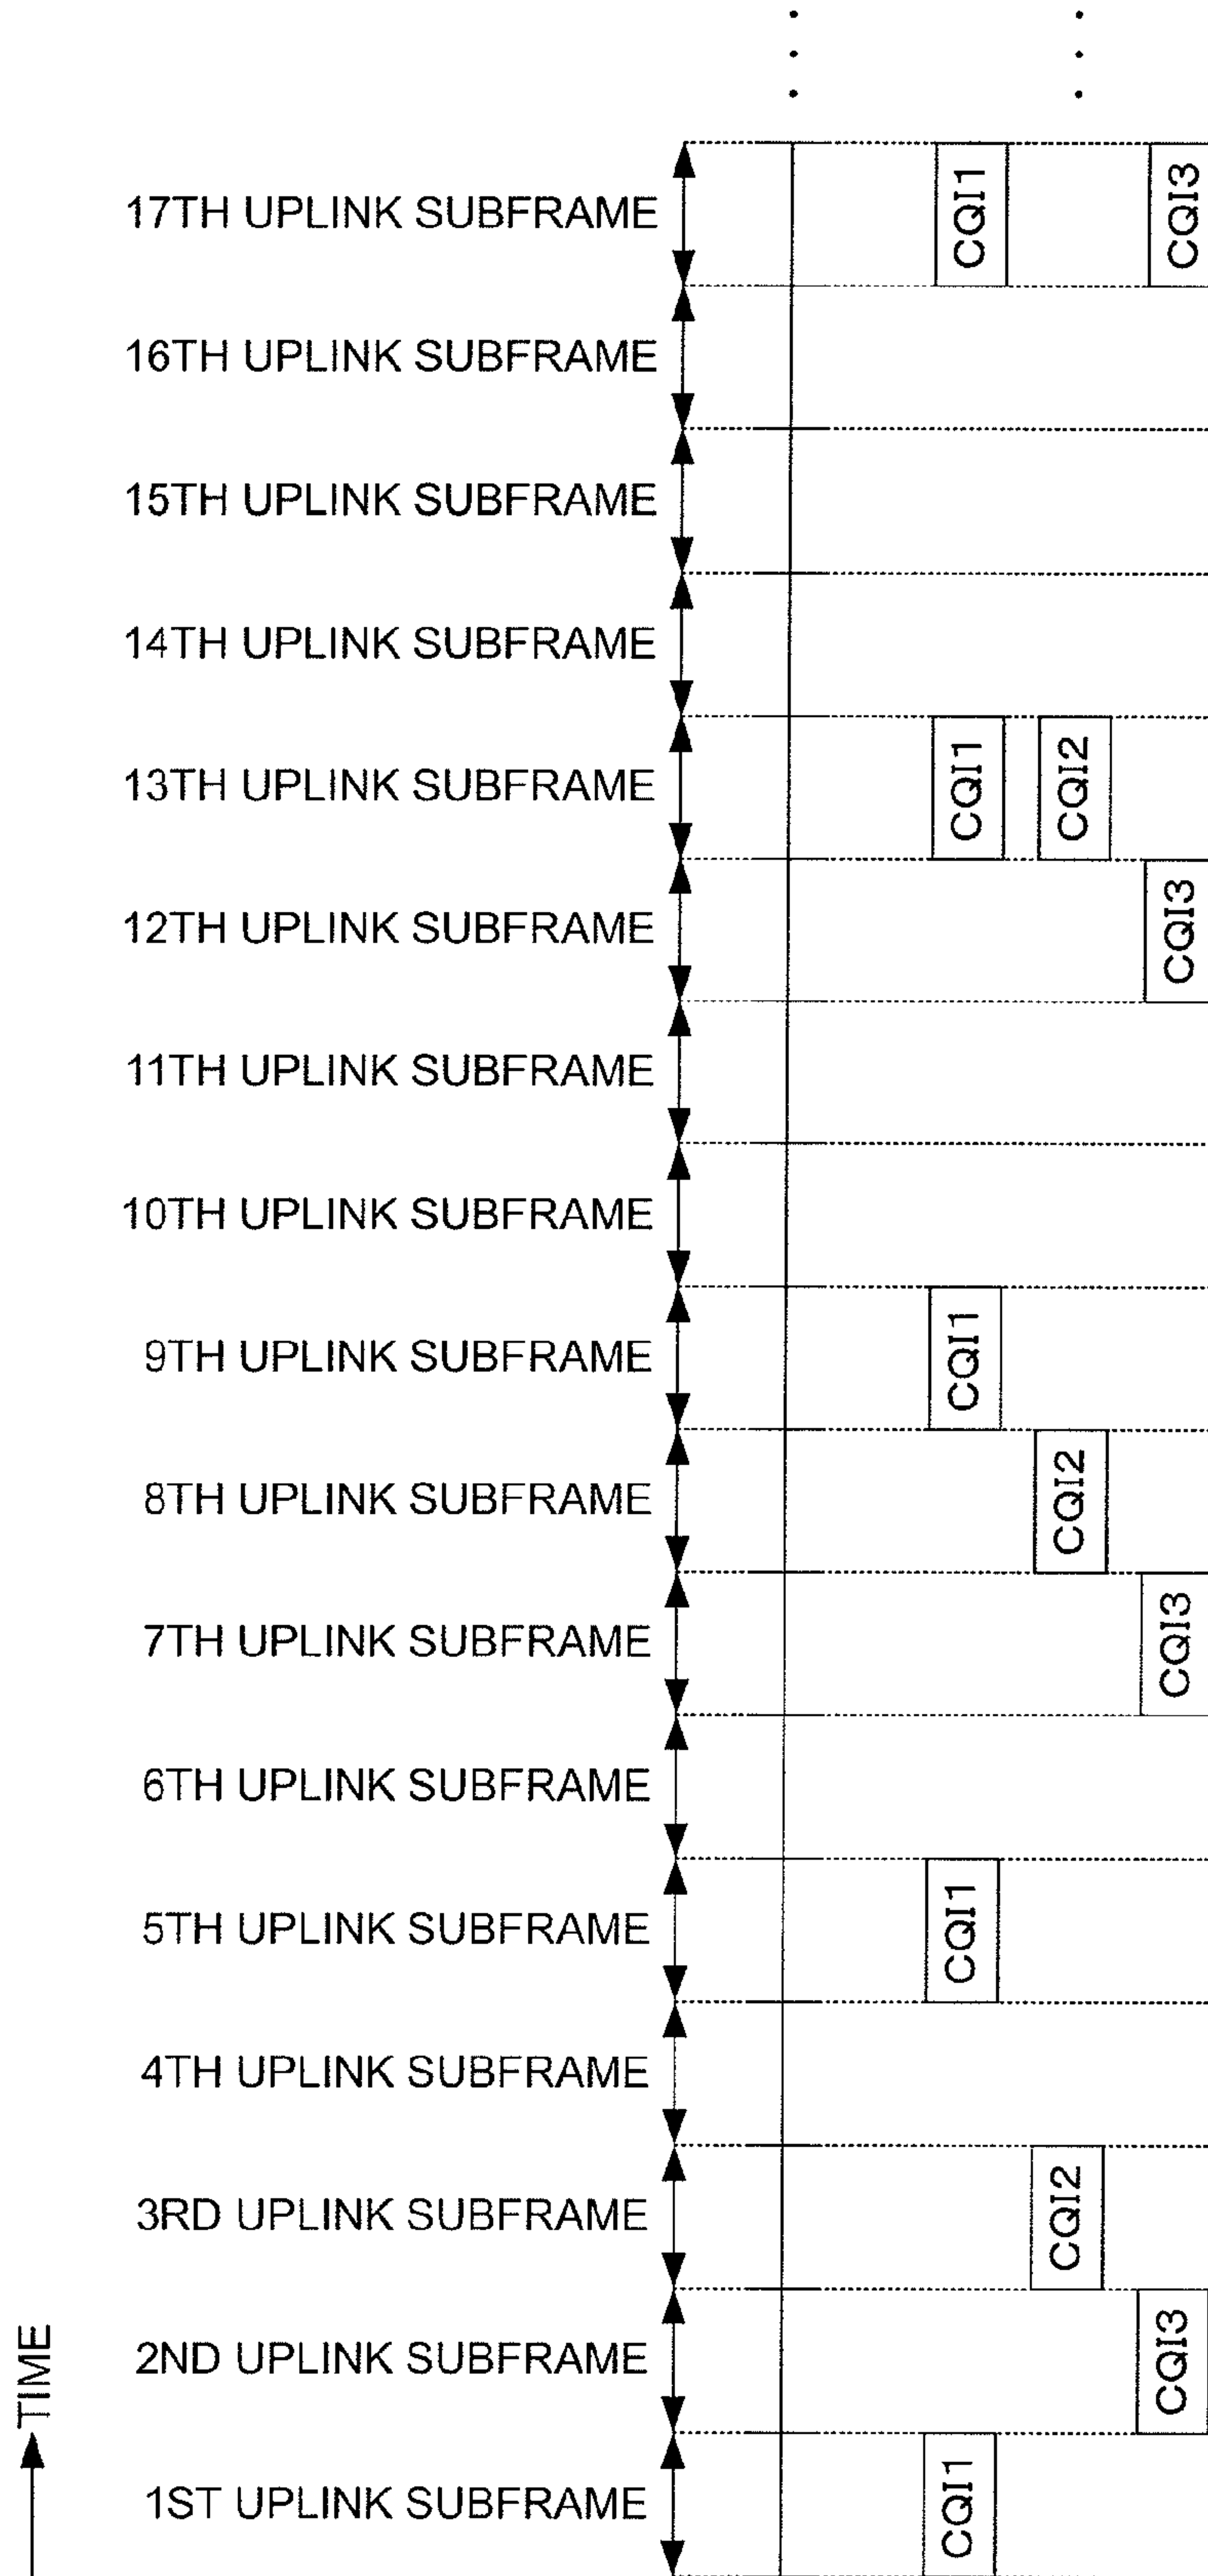 17TH UPLINK SUBFRAME
CQI1
CQI3
16TH UPLINK SUBFRAME
15TH UPLINK SUBFRAME
14TH UPLINK SUBFRAME
13TH UPLINK SUBFRAME
CQI1
CQI2
12TH UPLINK SUBFRAME
CQI3
11TH UPLINK SUBFRAME
10TH UPLINK SUBFRAME
9TH UPLINK SUBFRAME
CQI1
8TH UPLINK SUBFRAME
CQI2
7TH UPLINK SUBFRAME
CQI3
6TH UPLINK SUBFRAME
5TH UPLINK SUBFRAME
CQI1
4TH UPLINK SUBFRAME
3RD UPLINK SUBFRAME
CQI2
TIME
2ND UPLINK SUBFRAME
CQI3
1ST UPLINK SUBFRAME
CQI1